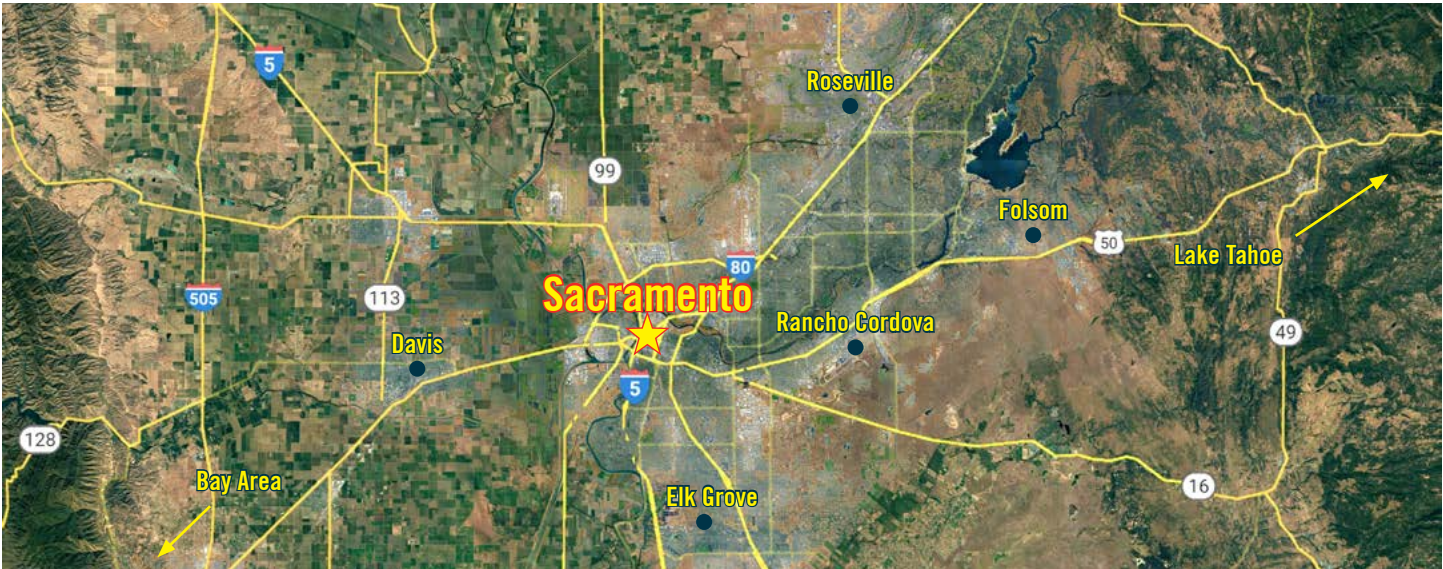 5
Roseville
99
Folsom
50
Lake Tahoe
80
Sacramento
505
113
Rancho Cordova
49
Davis
5
128
Bay Area
16
Elk Grove